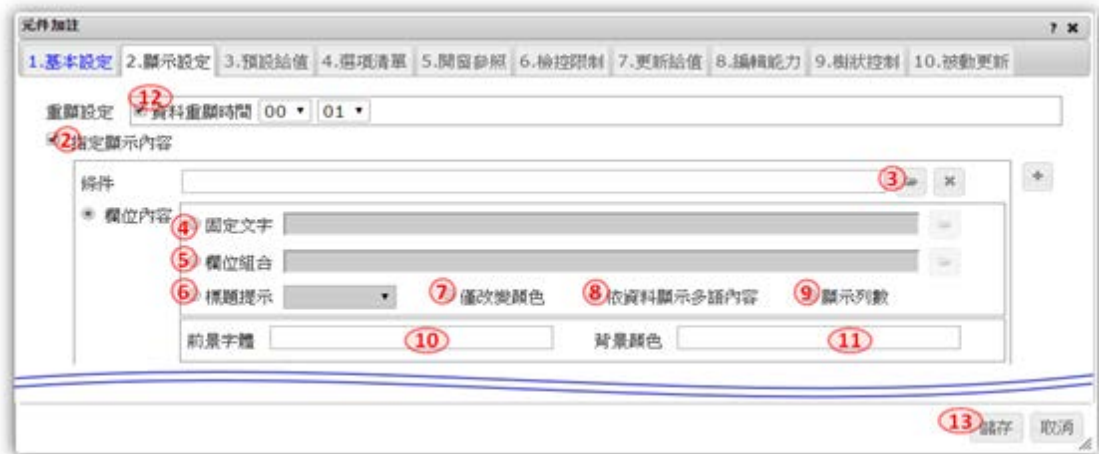 元件加註 ? ✖
1.基本設定 2.顯示設定 3.預設給值 4.選項清單 5.開窗參照 6.檢控限制 7.更新給值 8.編輯能力 9.樹狀控制 10.被動更新
重顯設定 12 資料重顯時間 00 01
2 指定顯示內容
條件 3
欄位內容
4 固定文字
5 欄位組合
6 標題提示 7 僅改變顏色 8 依資料顯示多語內容 9 顯示列數
前景字體 10 背景顏色 11
13 儲存 取消